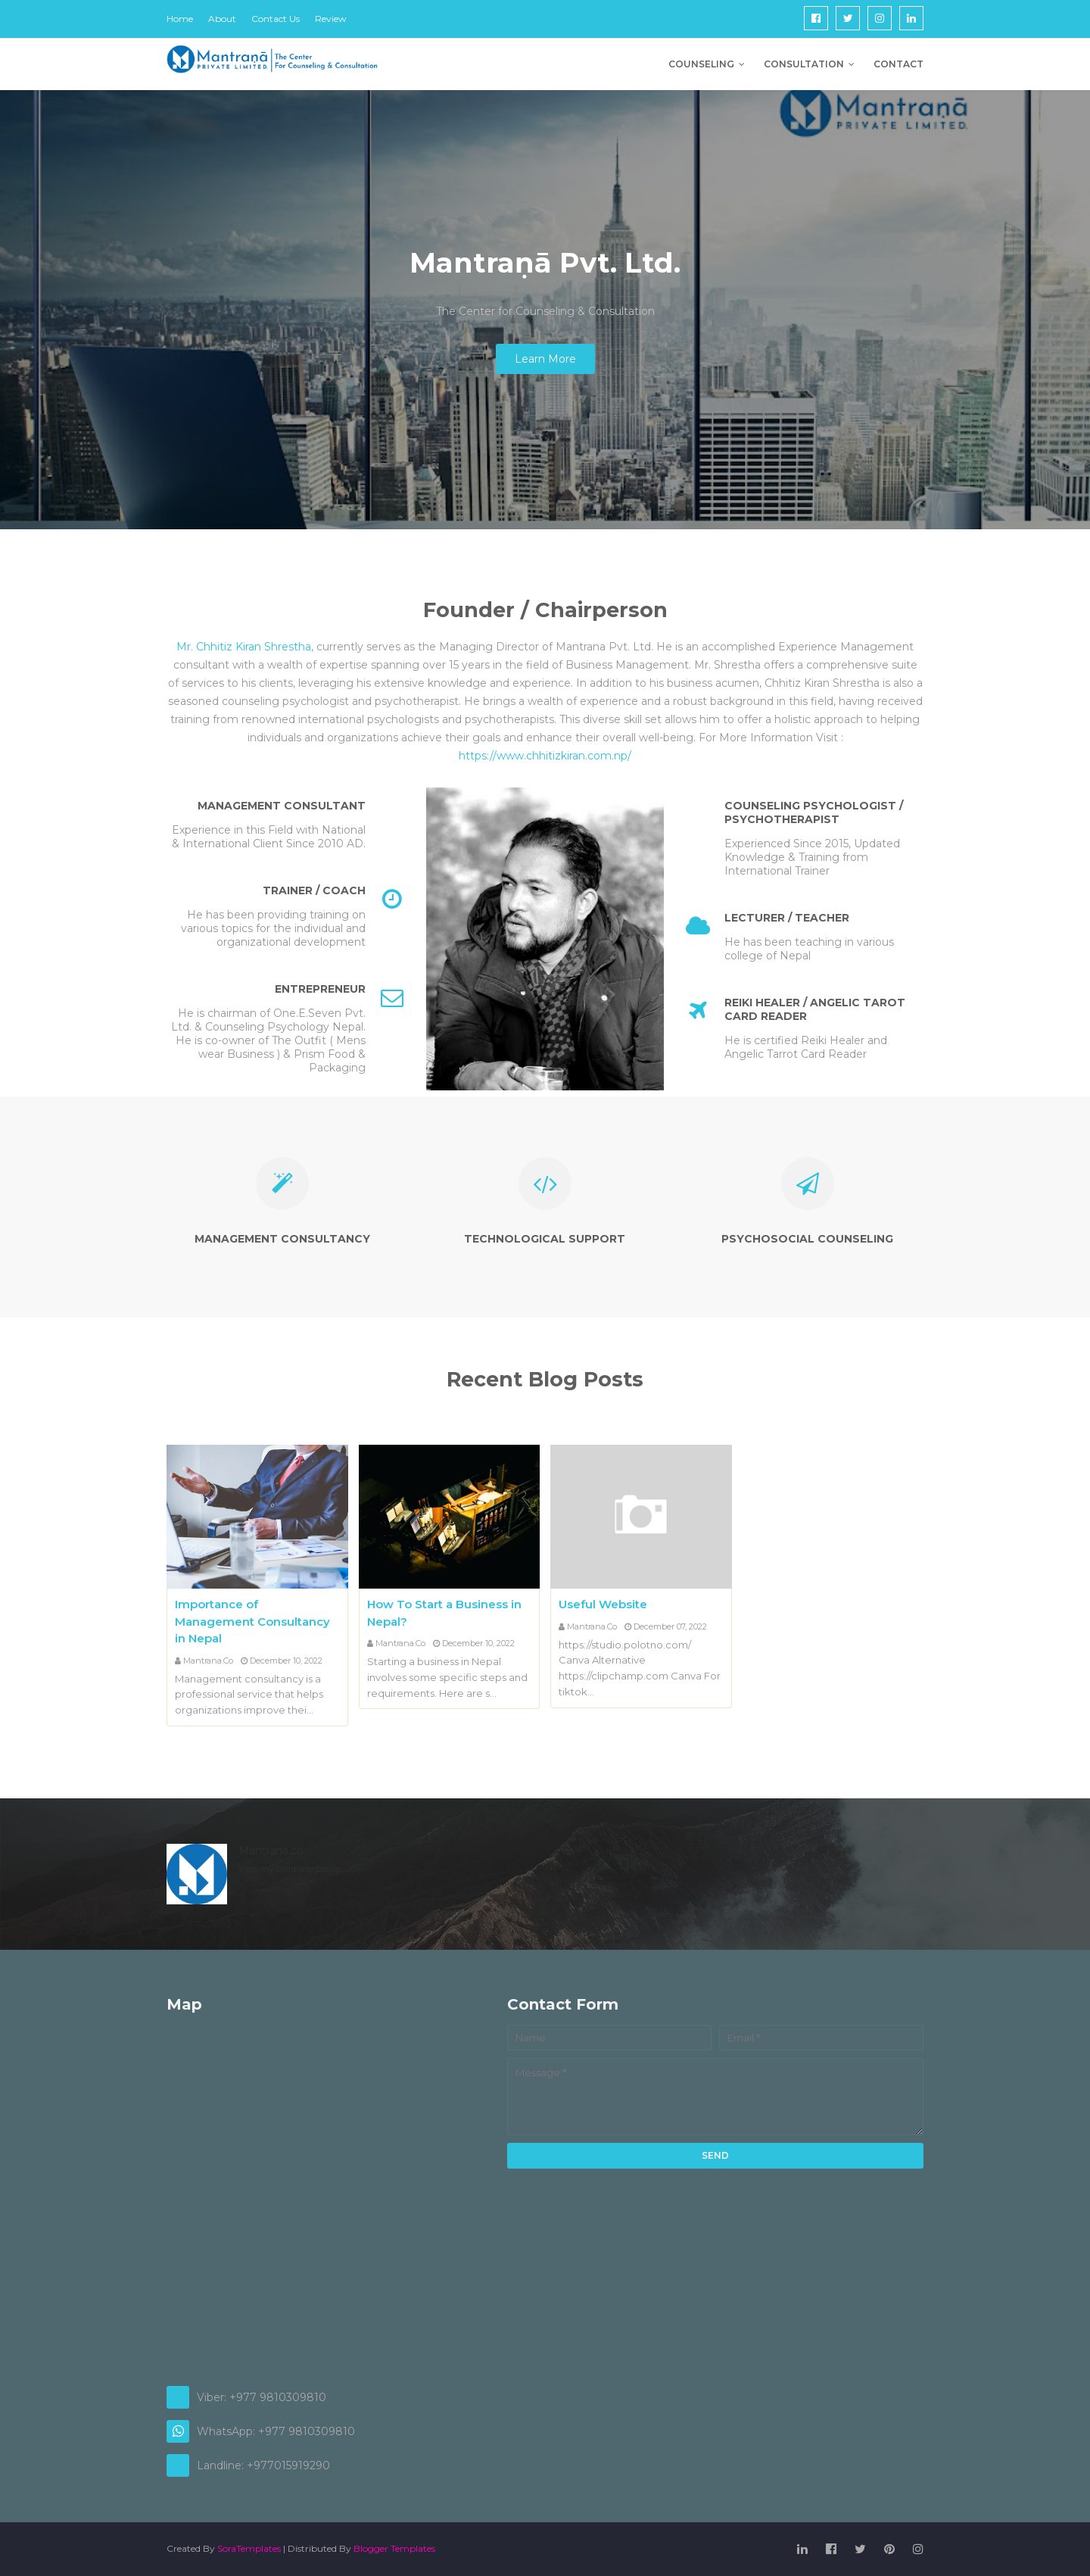 Home About Contact Us Review
Mantraṇā
PRIVATE LIMITED.
The Center
For Counseling & Consultation
COUNSELING CONSULTATION CONTACT
Mantraṇā
PRIVATE LIMITED.
Mantraṇā Pvt. Ltd.
The Center for Counseling & Consultation
Learn More
Founder / Chairperson
Mr. Chhitiz Kiran Shrestha, currently serves as the Managing Director of Mantrana Pvt. Ltd. He is an accomplished Experience Management
consultant with a wealth of expertise spanning over 15 years in the field of Business Management. Mr. Shrestha offers a comprehensive suite
of services to his clients, leveraging his extensive knowledge and experience. In addition to his business acumen, Chhitiz Kiran Shrestha is also a
seasoned counseling psychologist and psychotherapist. He brings a wealth of experience and a robust background in this field, having received
training from renowned international psychologists and psychotherapists. This diverse skill set allows him to offer a holistic approach to helping
individuals and organizations achieve their goals and enhance their overall well-being. For More Information Visit :
https://www.chhitizkiran.com.np/
MANAGEMENT CONSULTANT
Experience in this Field with National
& International Client Since 2010 AD.
TRAINER / COACH
He has been providing training on
various topics for the individual and
organizational development
ENTREPRENEUR
He is chairman of One.E.Seven Pvt.
Ltd. & Counseling Psychology Nepal.
He is co-owner of The Outfit ( Mens
wear Business ) & Prism Food &
Packaging
COUNSELING PSYCHOLOGIST /
PSYCHOTHERAPIST
Experienced Since 2015, Updated
Knowledge & Training from
International Trainer
LECTURER / TEACHER
He has been teaching in various
college of Nepal
REIKI HEALER / ANGELIC TAROT
CARD READER
He is certified Reiki Healer and
Angelic Tarrot Card Reader
MANAGEMENT CONSULTANCY
TECHNOLOGICAL SUPPORT
PSYCHOSOCIAL COUNSELING
Recent Blog Posts
Importance of
Management Consultancy
in Nepal
Mantrana.Co December 10, 2022
Management consultancy is a
professional service that helps
organizations improve thei...
How To Start a Business in
Nepal?
Mantrana.Co December 10, 2022
Starting a business in Nepal
involves some specific steps and
requirements. Here are s...
Useful Website
Mantrana.Co December 07, 2022
https://studio.polotno.com/
Canva Alternative
https://clipchamp.com Canva For
tiktok...
Map
Contact Form
Name
Email *
Message *
SEND
Viber: +977 9810309810
WhatsApp: +977 9810309810
Landline: +977015919290
Created By SoraTemplates | Distributed By Blogger Templates